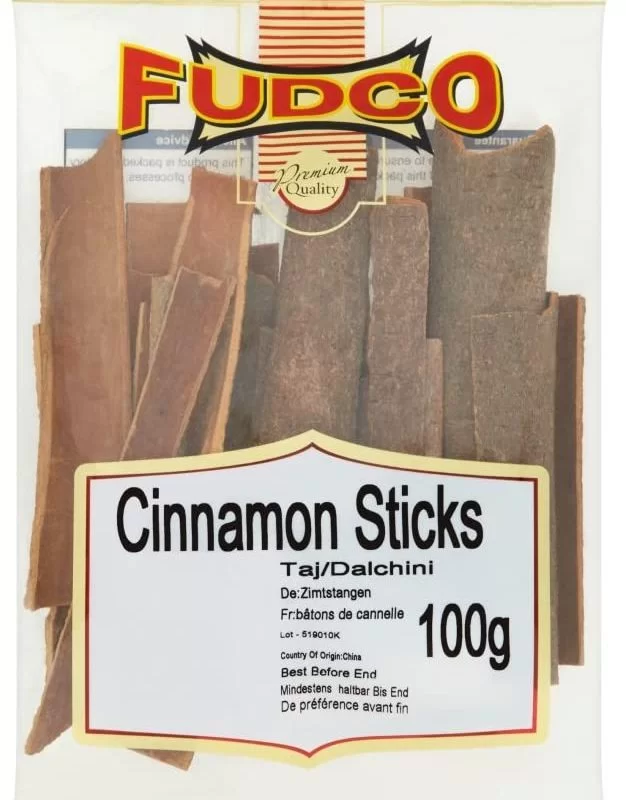 FUDCO
Premium
Quality
Cinnamon Sticks
Taj/Dalchini
De:Zimtstangen
Fr:bâtons de cannelle
100g
Lot - 519010K
Country Of Origin:China
Best Before End
Mindestens haltbar Bis End
De préférence avant fin